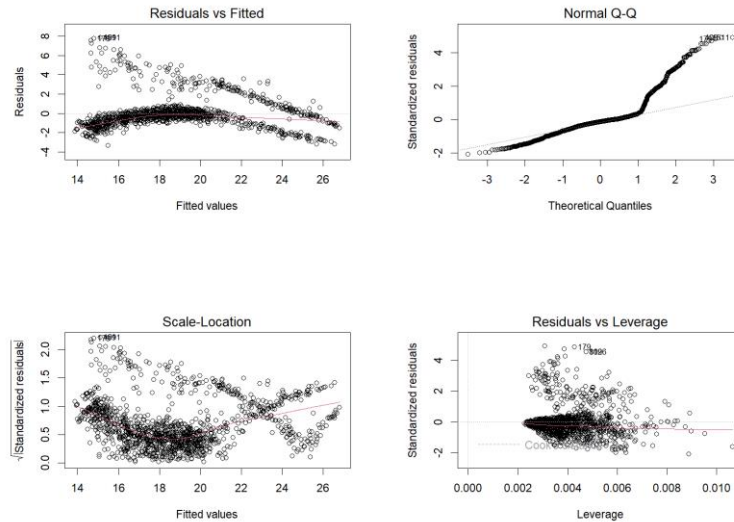 Residuals vs Fitted
Residuals
8
6
4
2
0
-2
-4
14 16 18 20 22 24 26
Fitted values
Normal Q-Q
Standardized residuals
4
2
0
-2
-3 -2 -1 0 1 2 3
Theoretical Quantiles
Scale-Location
√|Standardized residuals|
2.0
1.5
1.0
0.5
0.0
14 16 18 20 22 24 26
Fitted values
Residuals vs Leverage
Standardized residuals
4
2
0
-2
179
0.000 0.002 0.004 0.006 0.008 0.010
Leverage